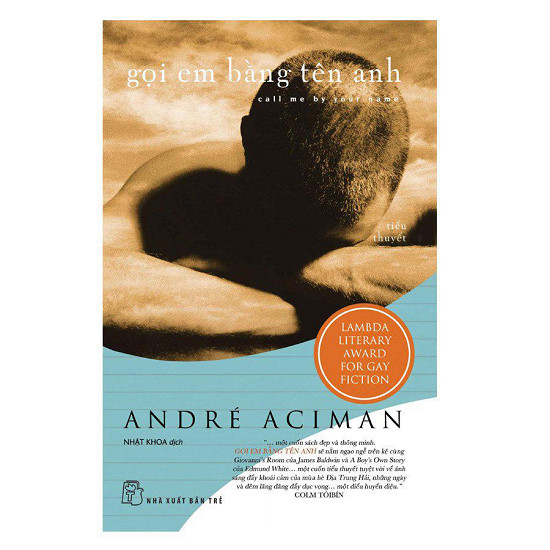 gọi em bằng tên anh
call me by your name
tiểu
thuyết
LAMBDA
LITERARY
AWARD
FOR GAY
FICTION
ANDRÉ ACIMAN
NHẬT KHOA dịch
"... một cuốn sách đẹp và thông minh.
GỌI EM BẰNG TÊN ANH sẽ nằm ngạo nghễ trên kệ cùng
Giovanni's Room của James Baldwin và A Boy's Own Story
của Edmund White... một cuốn tiểu thuyết tuyệt vời về ánh
sáng đầy khoái cảm của mùa hè Địa Trung Hải, những ngày
và đêm lãng đãng đầy dục vọng... một điều huyền diệu."
COLM TÓIBÍN
NHÀ XUẤT BẢN TRẺ